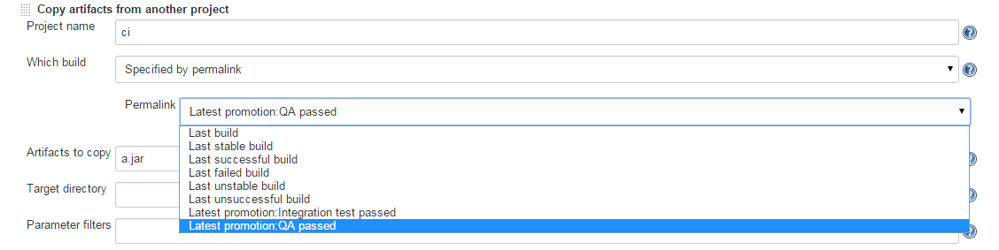 Copy artifacts from another project
Project name
ci
Which build
Specified by permalink
Permalink
Latest promotion:QA passed
Last build
Last stable build
Last successful build
Last failed build
Last unstable build
Last unsuccessful build
Latest promotion:Integration test passed
Latest promotion:QA passed
Artifacts to copy
a.jar
Target directory
Parameter filters